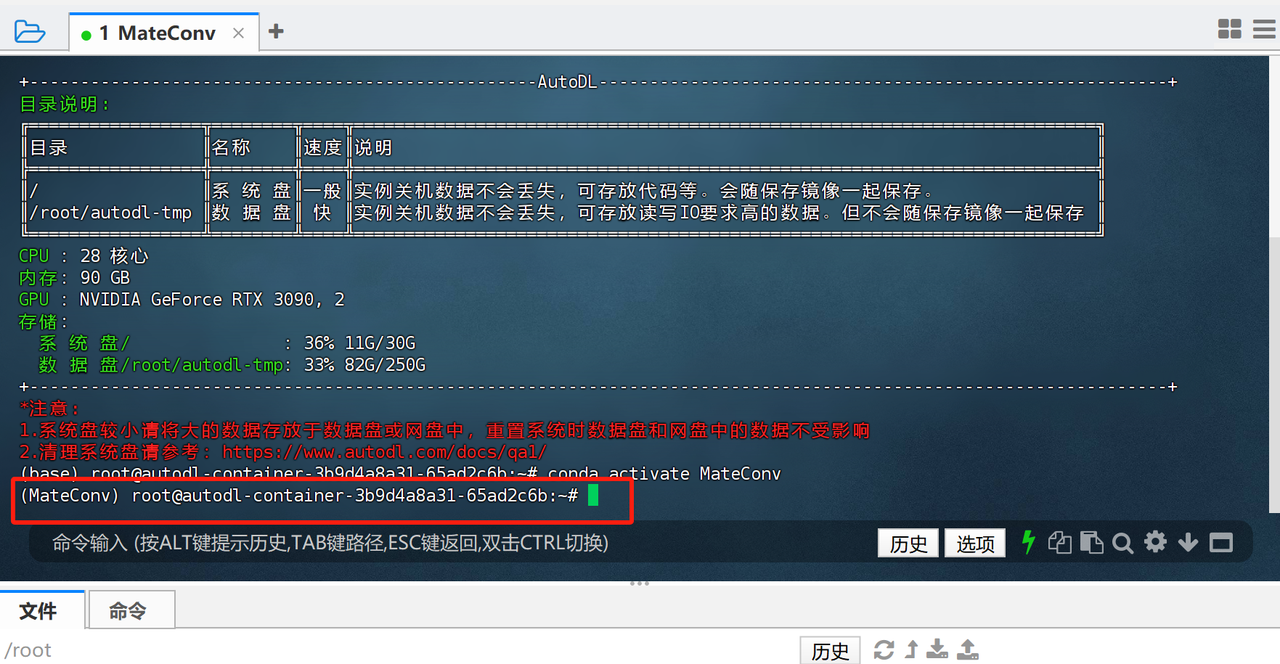 1 MateConv
+--------------------------------------------------AutoDL--------------------------------------------------------+
目录说明:
目录 名称 速度 说明
/ 系 统 盘 一般 实例关机数据不会丢失，可存放代码等。会随保存镜像一起保存。
/root/autodl-tmp 数 据 盘 快 实例关机数据不会丢失，可存放读写IO要求高的数据。但不会随保存镜像一起保存
CPU : 28 核心
内存: 90 GB
GPU : NVIDIA GeForce RTX 3090, 2
存储:
系 统 盘/ : 36% 11G/30G
数 据 盘/root/autodl-tmp: 33% 82G/250G
+----------------------------------------------------------------------------------------------------------------+
*注意:
1.系统盘较小请将大的数据存放于数据盘或网盘中，重置系统时数据盘和网盘中的数据不受影响
2.清理系统盘请参考: https://www.autodl.com/docs/qa1/
(base) root@autodl-container-3b9d4a8a31-65ad2c6b:~# conda activate MateConv
(MateConv) root@autodl-container-3b9d4a8a31-65ad2c6b:~#
命令输入 (按ALT键提示历史,TAB键路径,ESC键返回,双击CTRL切换) 历史 选项
文件 命令
/root 历史